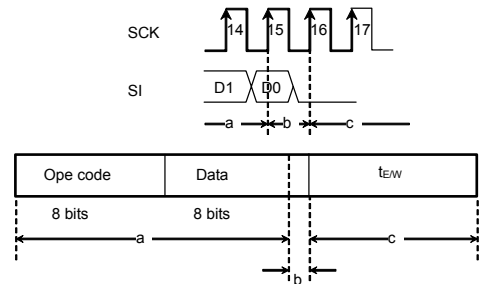 SCK 14 15 16 17
SI D1 D0
a b c
Ope code Data tE/W
8 bits 8 bits
a c
b